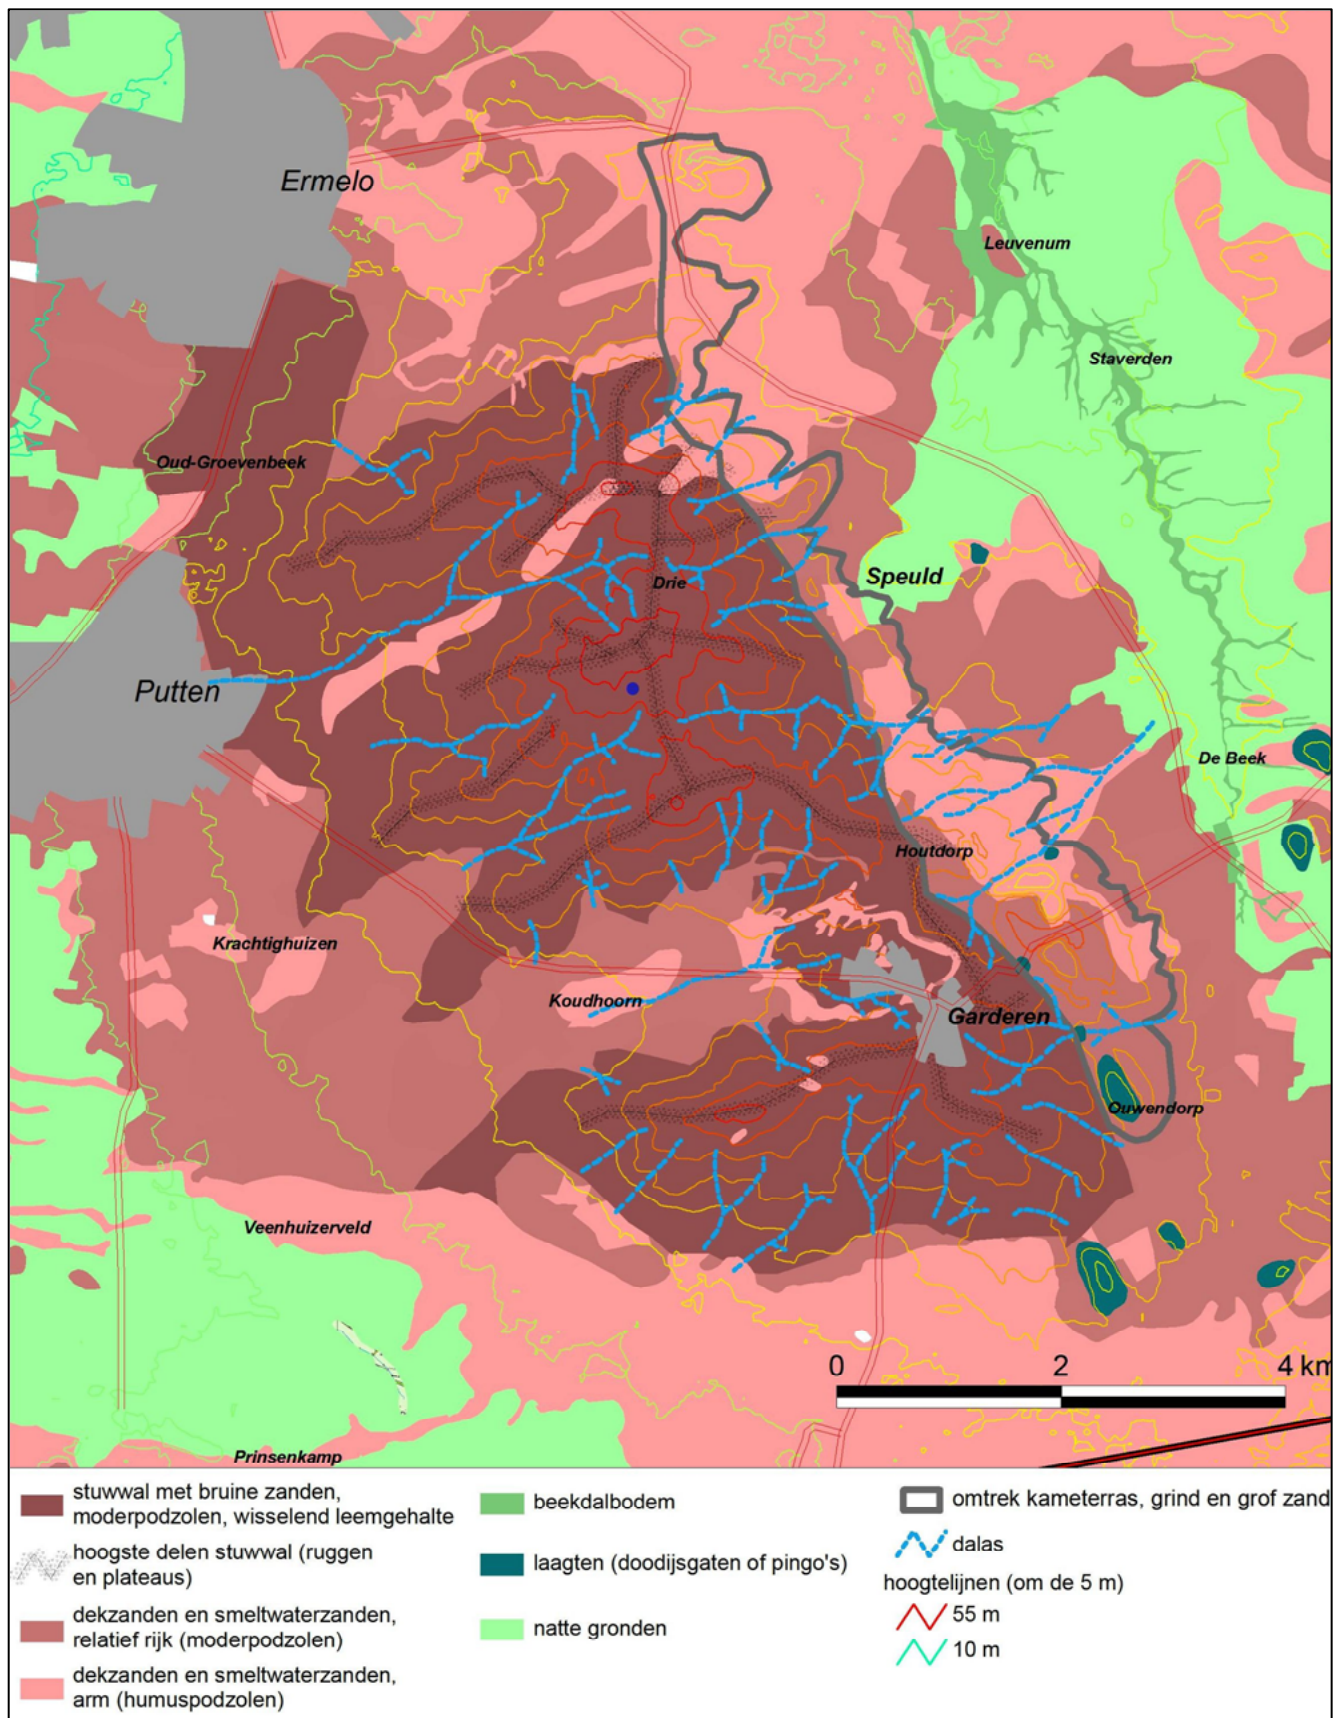 Ermelo
Leuvenum
Staverden
Oud-Groevenbeek
Drie
Speuld
Putten
De Beek
Houtdorp
Krachtighuizen
Koudhoorn
Garderen
Ouwendorp
Veenhuizerveld
0 2 4 km
Prinsenkamp
stuwwal met bruine zanden,
moderpodzolen, wisselend leemgehalte
hoogste delen stuwwal (ruggen
en plateaus)
dekzanden en smeltwaterzanden,
relatief rijk (moderpodzolen)
dekzanden en smeltwaterzanden,
arm (humuspodzolen)
beekdalbodem
laagten (doodijsgaten of pingo's)
natte gronden
omtrek kameterras, grind en grof zand
dalas
hoogtelijnen (om de 5 m)
55 m
10 m